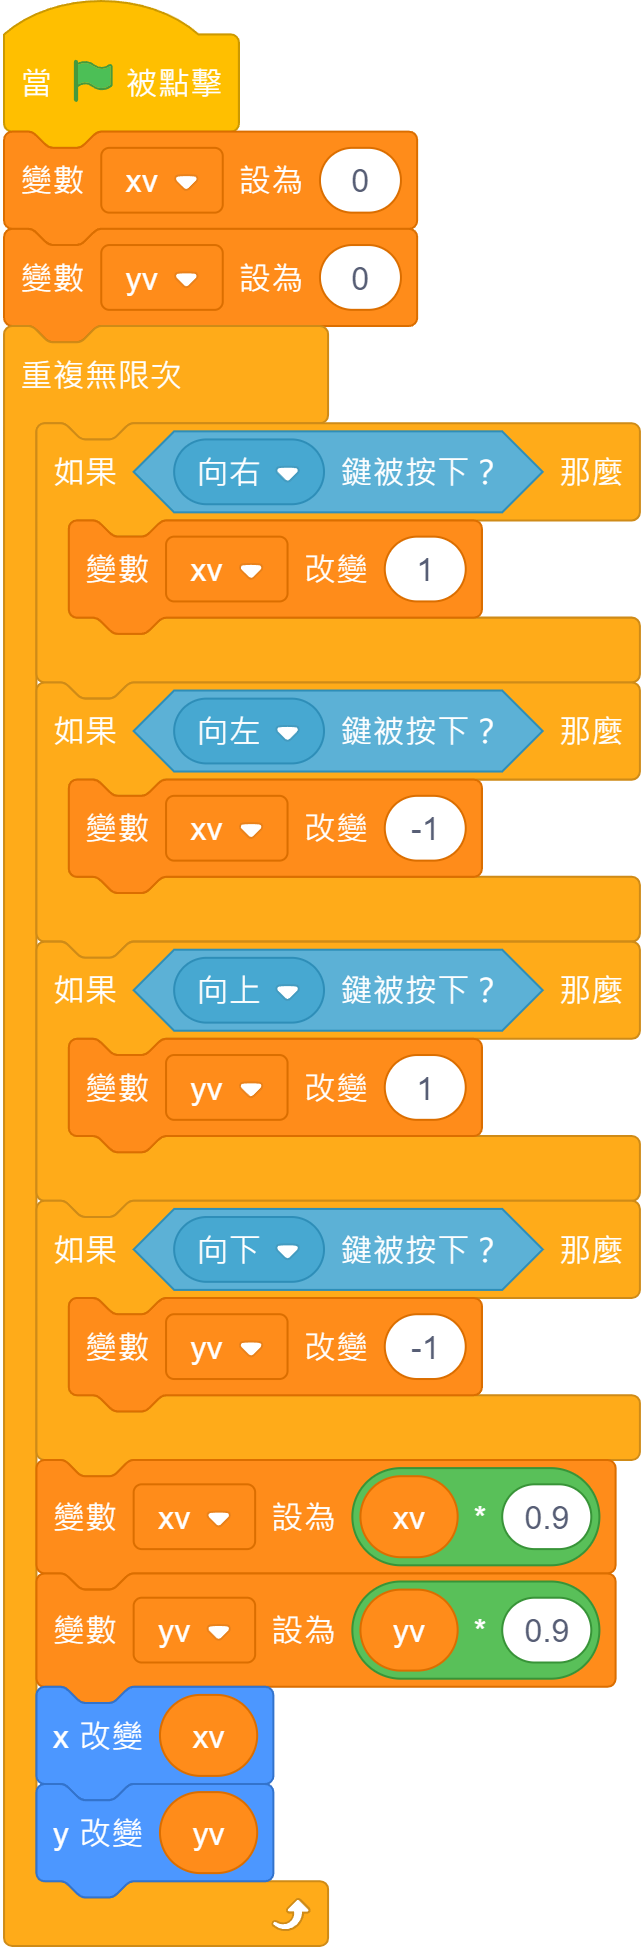 當 被點擊
變數 xv 設為 0
變數 yv 設為 0
重複無限次
如果 向右 鍵被按下？ 那麼
變數 xv 改變 1
如果 向左 鍵被按下？ 那麼
變數 xv 改變 -1
如果 向上 鍵被按下？ 那麼
變數 yv 改變 1
如果 向下 鍵被按下？ 那麼
變數 yv 改變 -1
變數 xv 設為 xv * 0.9
變數 yv 設為 yv * 0.9
x 改變 xv
y 改變 yv